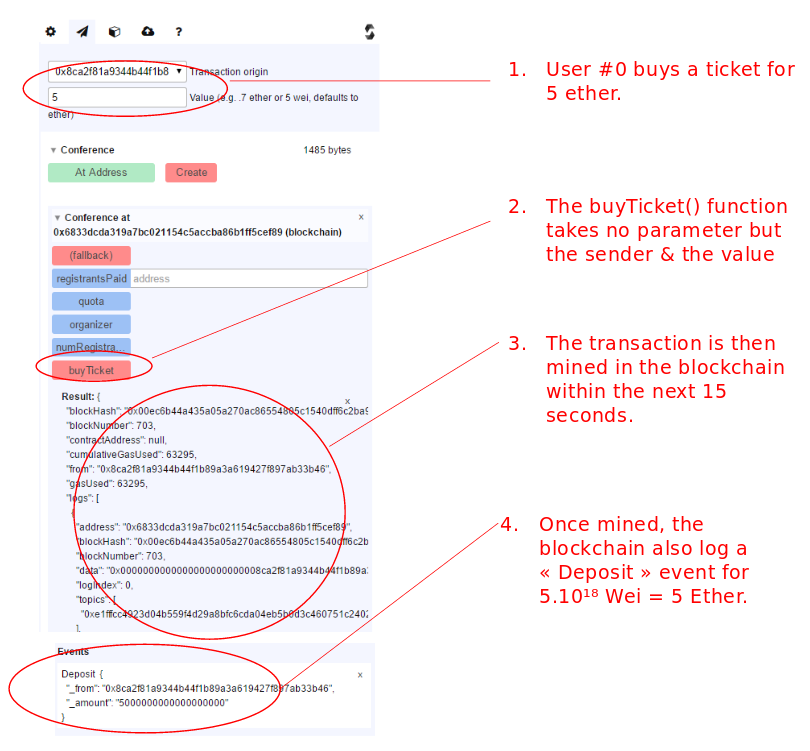 ?
0x8ca2f81a9344b44f1b8 Transaction origin
5 Value (e.g. .7 ether or 5 wei, defaults to
ether)
Conference 1485 bytes
At Address Create
Conference at x
0x6833dcda319a7bc021154c5accba86b1ff5cef89 (blockchain)
(fallback)
registrantsPaid address
quota
organizer
numRegistra...
buyTicket
Result: { x
"blockHash": "0x00ec6b44a435a05a270ac86554805c1540dff6c2ba9
"blockNumber": 703,
"contractAddress": null,
"cumulativeGasUsed": 63295,
"from": "0x8ca2f81a9344b44f1b89a3a619427f897ab33b46",
"gasUsed": 63295,
"logs": [
{
"address": "0x6833dcda319a7bc021154c5accba86b1ff5cef89",
"blockHash": "0x00ec6b44a435a05a270ac86554805c1540dff6c2b
"blockNumber": 703,
"logIndex": 0,
"topics": [
],
Events
Deposit { x
"_from": "0x8ca2f81a9344b44f1b89a3a619427f897ab33b46",
"_amount": "5000000000000000000"
}
1. User #0 buys a ticket for
5 ether.
2. The buyTicket() function
takes no parameter but
the sender & the value
3. The transaction is then
mined in the blockchain
within the next 15
seconds.
4. Once mined, the
blockchain also log a
« Deposit » event for
5.10¹⁸ Wei = 5 Ether.